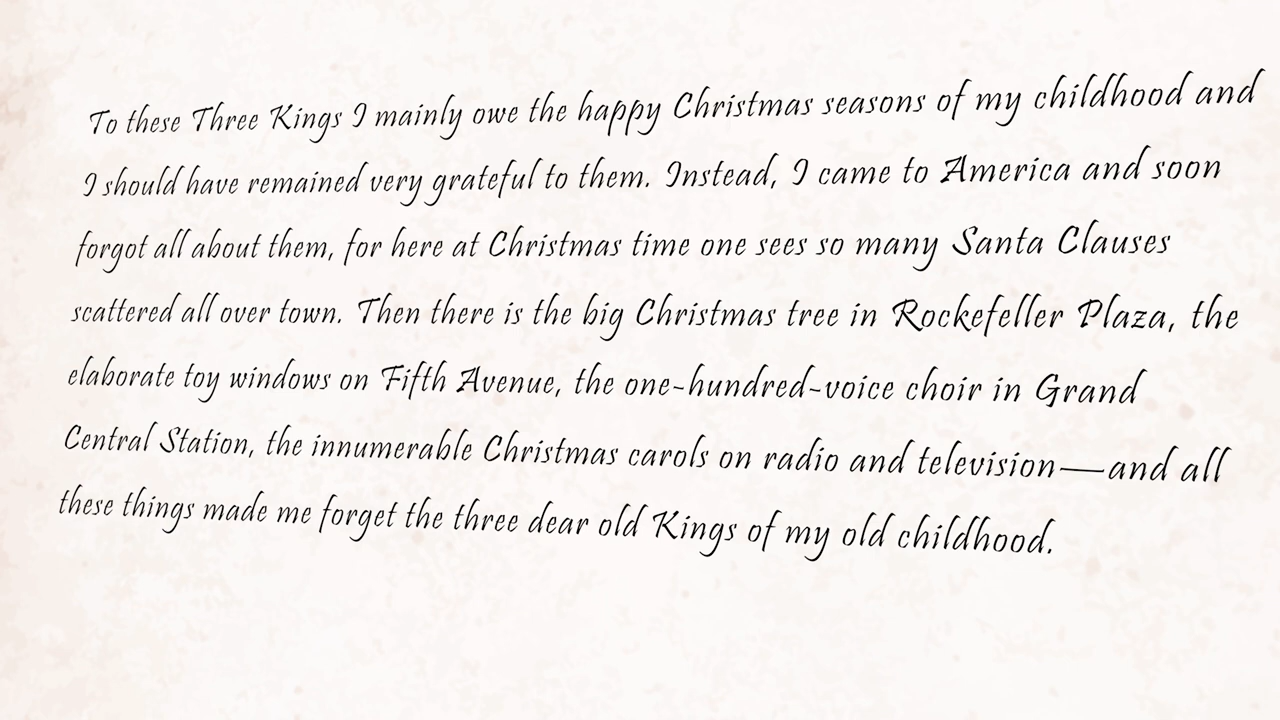 To these Three Kings I mainly owe the happy Christmas seasons of my childhood and
I should have remained very grateful to them. Instead, I came to America and soon
forgot all about them, for here at Christmas time one sees so many Santa Clauses
scattered all over town. Then there is the big Christmas tree in Rockefeller Plaza, the
elaborate toy windows on Fifth Avenue, the one-hundred-voice choir in Grand
Central Station, the innumerable Christmas carols on radio and television—and all
these things made me forget the three dear old Kings of my old childhood.